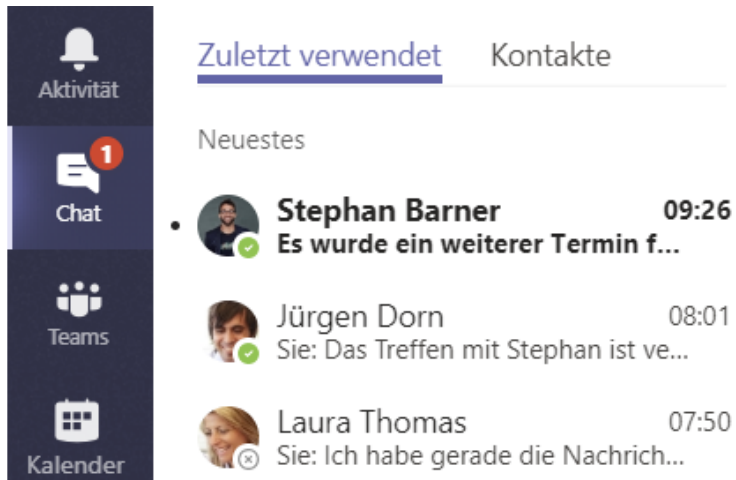 Aktivität
1
Chat
Teams
Kalender
Zuletzt verwendet Kontakte
Neuestes
Stephan Barner 09:26
Es wurde ein weiterer Termin f...
Jürgen Dorn 08:01
Sie: Das Treffen mit Stephan ist ve...
Laura Thomas 07:50
Sie: Ich habe gerade die Nachrich...